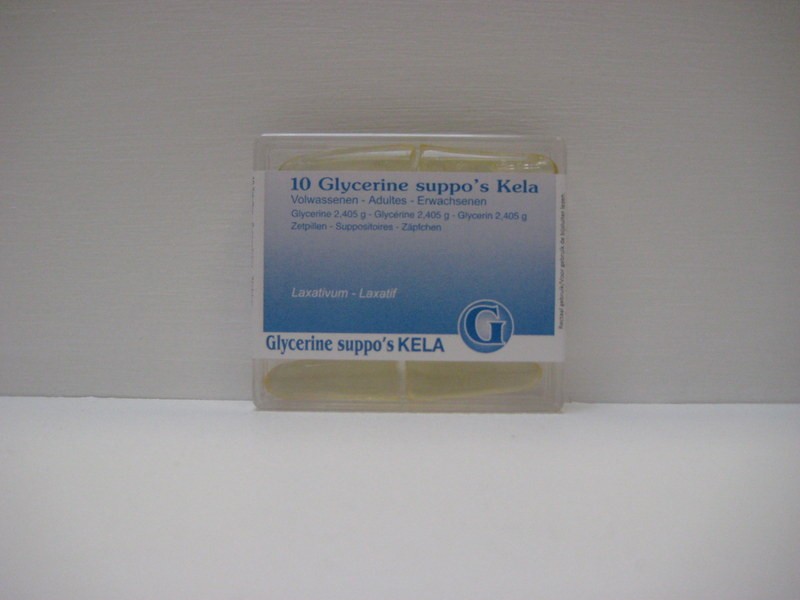 10 Glycerine suppo's Kela
Volwassenen - Adultes - Erwachsenen
Glycerine 2,405 g - Glycérine 2,405 g - Glycerin 2,405 g
Zetpillen - Suppositoires - Zäpfchen
Laxativum - Laxatif
G
Glycerine suppo's KELA